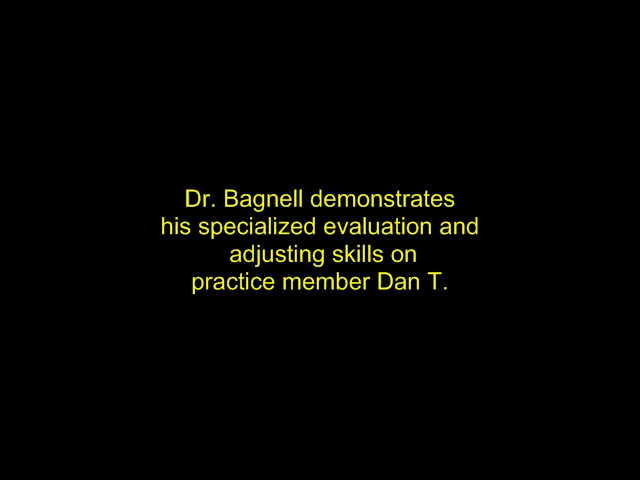 Dr. Bagnell demonstrates
his specialized evaluation and
adjusting skills on
practice member Dan T.